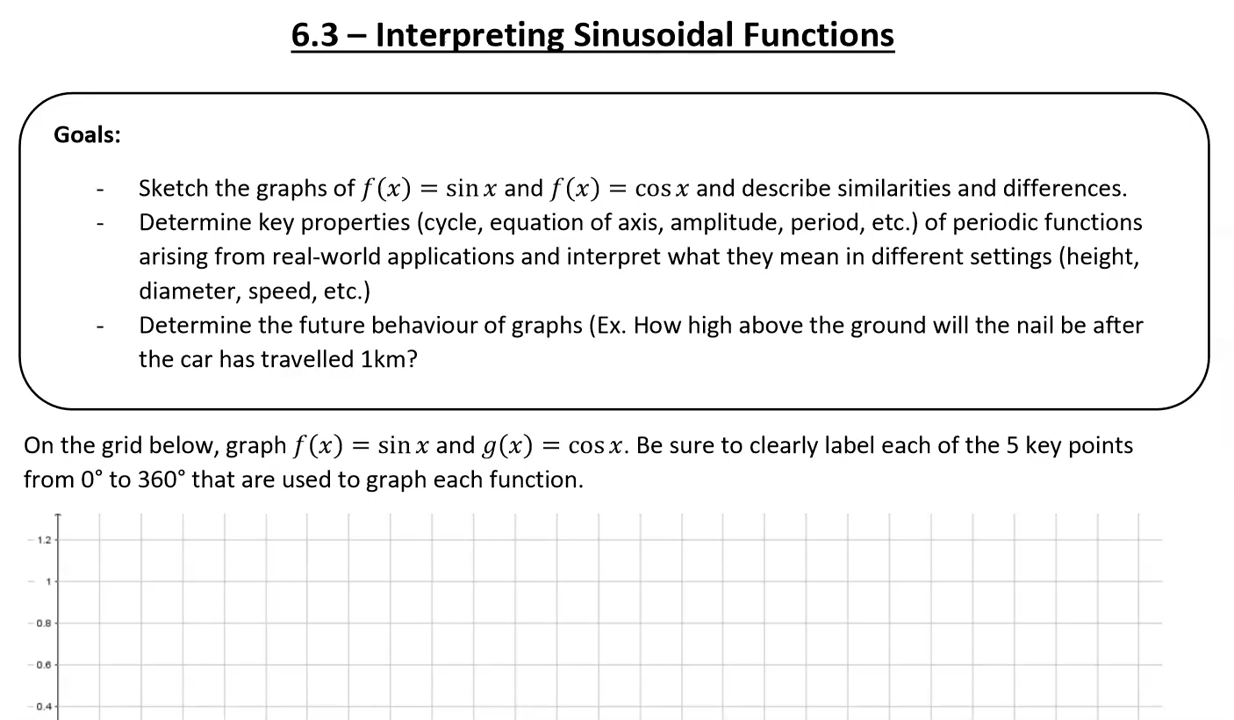 6.3 – Interpreting Sinusoidal Functions
Goals:
- Sketch the graphs of f(x) = sin x and f(x) = cos x and describe similarities and differences.
- Determine key properties (cycle, equation of axis, amplitude, period, etc.) of periodic functions
arising from real-world applications and interpret what they mean in different settings (height,
diameter, speed, etc.)
- Determine the future behaviour of graphs (Ex. How high above the ground will the nail be after
the car has travelled 1km?
On the grid below, graph f(x) = sin x and g(x) = cos x. Be sure to clearly label each of the 5 key points
from 0° to 360° that are used to graph each function.
1.2
1
0.8
0.6
0.4